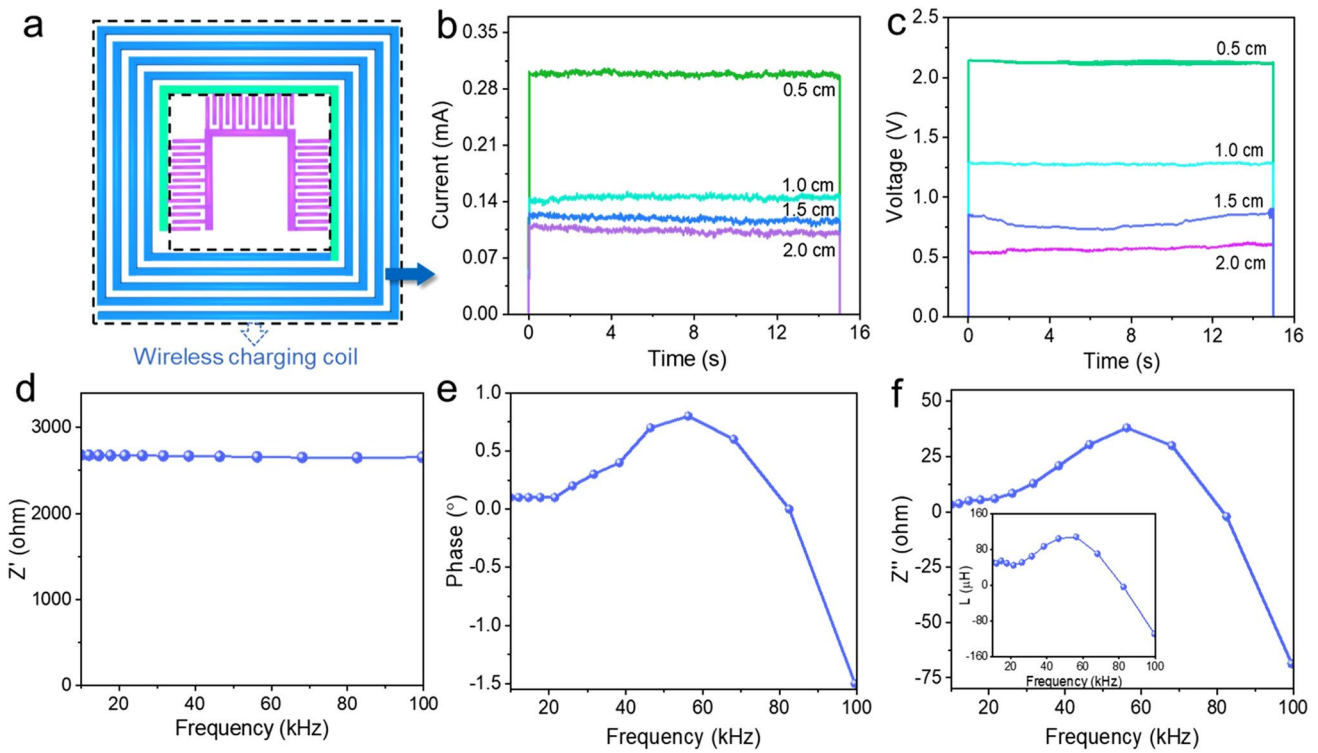 a
Wireless charging coil
b
Current (mA)
0.35
0.28
0.21
0.14
0.07
0.00
0.5 cm
1.0 cm
1.5 cm
2.0 cm
0 4 8 12 16
Time (s)
c
Voltage (V)
2.5
2.0
1.5
1.0
0.5
0.0
0.5 cm
1.0 cm
1.5 cm
2.0 cm
0 4 8 12 16
Time (s)
d
Z' (ohm)
3000
2000
1000
0
20 40 60 80 100
Frequency (kHz)
e
Phase (°)
1.0
0.5
0.0
-0.5
-1.0
-1.5
20 40 60 80 100
Frequency (kHz)
f
Z'' (ohm)
50
25
0
-25
-50
-75
L (μH)
160
80
0
-80
-160
20 40 60 80 100
Frequency (kHz)
20 40 60 80 100
Frequency (kHz)